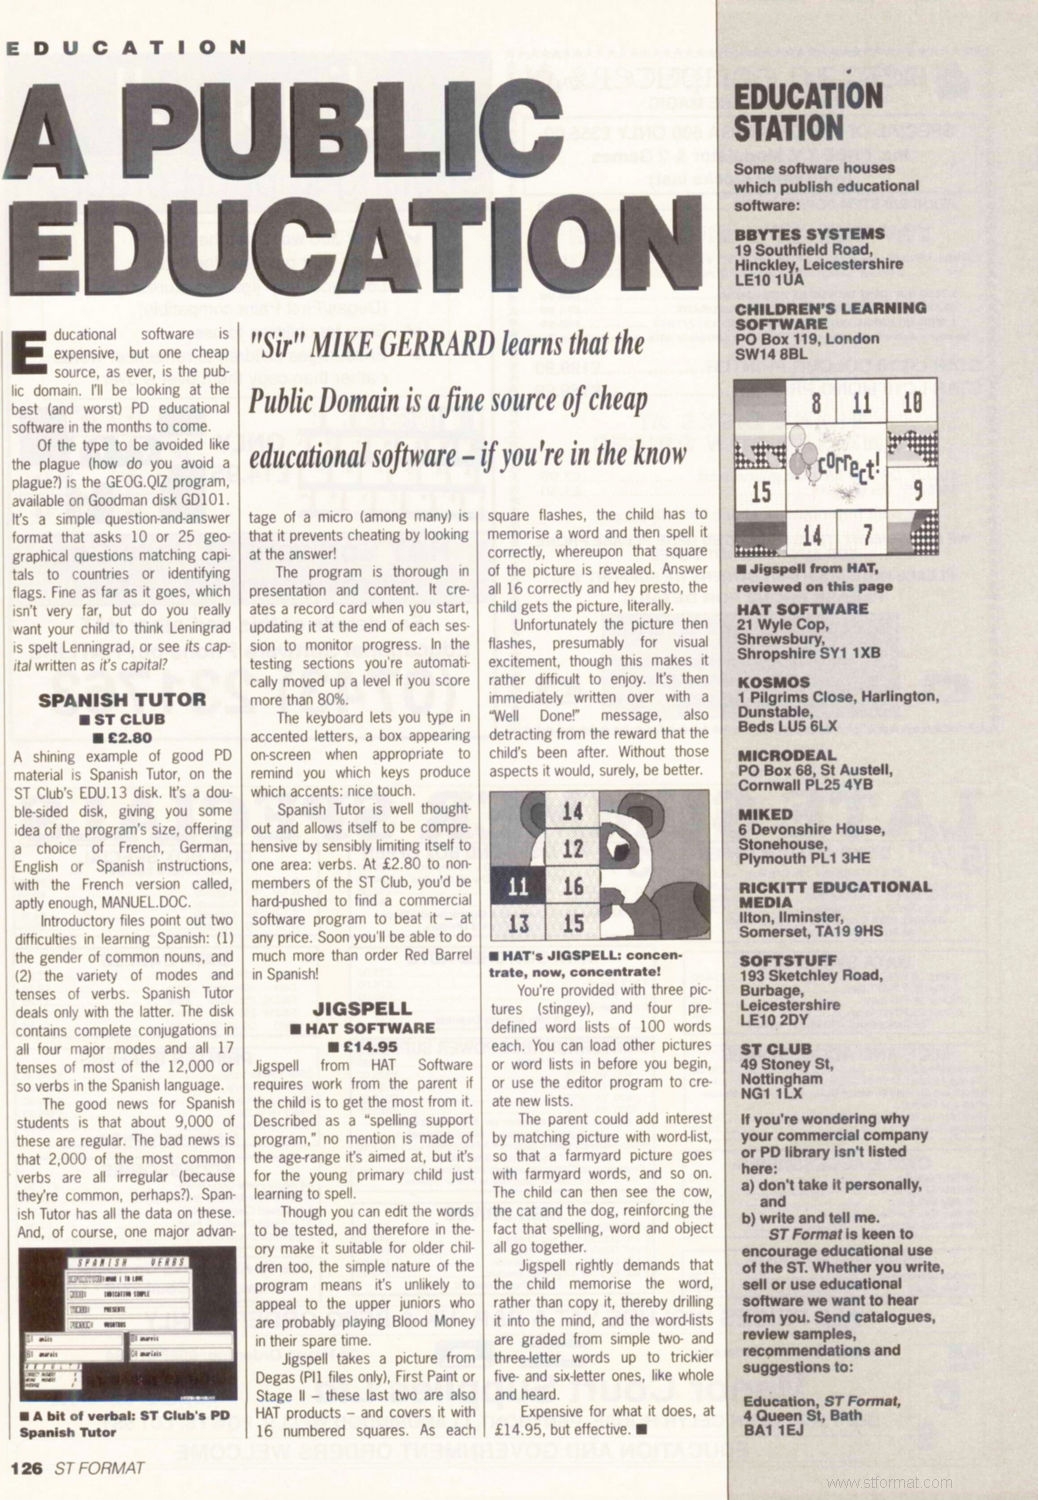 EDUCATION
A PUBLIC
EDUCATION
Educational software is
expensive, but one cheap
source, as ever, is the pub-
lic domain. I'll be looking at the
best (and worst) PD educational
software in the months to come.
Of the type to be avoided like
the plague (how do you avoid a
plague?) is the GEOG.QIZ program,
available on Goodman disk GD101.
It's a simple question-and-answer
format that asks 10 or 25 geo-
graphical questions matching capi-
tals to countries or identifying
flags. Fine as far as it goes, which
isn't very far, but do you really
want your child to think Leningrad
is spelt Lenningrad, or see its cap-
ital written as it's capital?
SPANISH TUTOR
■ ST CLUB
■ £2.80
A shining example of good PD
material is Spanish Tutor, on the
ST Club's EDU.13 disk. It's a dou-
ble-sided disk, giving you some
idea of the program's size, offering
a choice of French, German,
English or Spanish instructions,
with the French version called,
aptly enough, MANUEL.DOC.
Introductory files point out two
difficulties in learning Spanish: (1)
the gender of common nouns, and
(2) the variety of modes and
tenses of verbs. Spanish Tutor
deals only with the latter. The disk
contains complete conjugations in
all four major modes and all 17
tenses of most of the 12,000 or
so verbs in the Spanish language.
The good news for Spanish
students is that about 9,000 of
these are regular. The bad news is
that 2,000 of the most common
verbs are all irregular (because
they're common, perhaps?). Span-
ish Tutor has all the data on these.
And, of course, one major advan-
SPANISH VERBS
INDICATIVO SIMPLE
PRESENTE
■ A bit of verbal: ST Club's PD
Spanish Tutor
"Sir" MIKE GERRARD learns that the
Public Domain is a fine source of cheap
educational software – if you're in the know
tage of a micro (among many) is
that it prevents cheating by looking
at the answer!
The program is thorough in
presentation and content. It cre-
ates a record card when you start,
updating it at the end of each ses-
sion to monitor progress. In the
testing sections you're automati-
cally moved up a level if you score
more than 80%.
The keyboard lets you type in
accented letters, a box appearing
on-screen when appropriate to
remind you which keys produce
which accents: nice touch.
Spanish Tutor is well thought-
out and allows itself to be compre-
hensive by sensibly limiting itself to
one area: verbs. At £2.80 to non-
members of the ST Club, you'd be
hard-pushed to find a commercial
software program to beat it – at
any price. Soon you'll be able to do
much more than order Red Barrel
in Spanish!
JIGSPELL
■ HAT SOFTWARE
■ £14.95
Jigspell from HAT Software
requires work from the parent if
the child is to get the most from it.
Described as a "spelling support
program," no mention is made of
the age-range it's aimed at, but it's
for the young primary child just
learning to spell.
Though you can edit the words
to be tested, and therefore in the-
ory make it suitable for older chil-
dren too, the simple nature of the
program means it's unlikely to
appeal to the upper juniors who
are probably playing Blood Money
in their spare time.
Jigspell takes a picture from
Degas (PI1 files only), First Paint or
Stage II – these last two are also
HAT products – and covers it with
16 numbered squares. As each
square flashes, the child has to
memorise a word and then spell it
correctly, whereupon that square
of the picture is revealed. Answer
all 16 correctly and hey presto, the
child gets the picture, literally.
Unfortunately the picture then
flashes, presumably for visual
excitement, though this makes it
rather difficult to enjoy. It's then
immediately written over with a
"Well Done!" message, also
detracting from the reward that the
child's been after. Without those
aspects it would, surely, be better.
14
12
11 16
13 15
■ HAT's JIGSPELL: concen-
trate, now, concentrate!
You're provided with three pic-
tures (stingey), and four pre-
defined word lists of 100 words
each. You can load other pictures
or word lists in before you begin,
or use the editor program to cre-
ate new lists.
The parent could add interest
by matching picture with word-list,
so that a farmyard picture goes
with farmyard words, and so on.
The child can then see the cow,
the cat and the dog, reinforcing the
fact that spelling, word and object
all go together.
Jigspell rightly demands that
the child memorise the word,
rather than copy it, thereby drilling
it into the mind, and the word-lists
are graded from simple two- and
three-letter words up to trickier
five- and six-letter ones, like whole
and heard.
Expensive for what it does, at
£14.95, but effective. ■
EDUCATION
STATION
Some software houses
which publish educational
software:
BBYTES SYSTEMS
19 Southfield Road,
Hinckley, Leicestershire
LE10 1UA
CHILDREN'S LEARNING
SOFTWARE
PO Box 119, London
SW14 8BL
8 11 10
correct!
15 9
14 7
■ Jigspell from HAT,
reviewed on this page
HAT SOFTWARE
21 Wyle Cop,
Shrewsbury,
Shropshire SY1 1XB
KOSMOS
1 Pilgrims Close, Harlington,
Dunstable,
Beds LU5 6LX
MICRODEAL
PO Box 68, St Austell,
Cornwall PL25 4YB
MIKED
6 Devonshire House,
Stonehouse,
Plymouth PL1 3HE
RICKITT EDUCATIONAL
MEDIA
Ilton, Ilminster,
Somerset, TA19 9HS
SOFTSTUFF
193 Sketchley Road,
Burbage,
Leicestershire
LE10 2DY
ST CLUB
49 Stoney St,
Nottingham
NG1 1LX
If you're wondering why
your commercial company
or PD library isn't listed
here:
a) don't take it personally,
and
b) write and tell me.
ST Format is keen to
encourage educational use
of the ST. Whether you write,
sell or use educational
software we want to hear
from you. Send catalogues,
review samples,
recommendations and
suggestions to:
Education, ST Format,
4 Queen St, Bath
BA1 1EJ
126 ST FORMAT
www.stformat.com